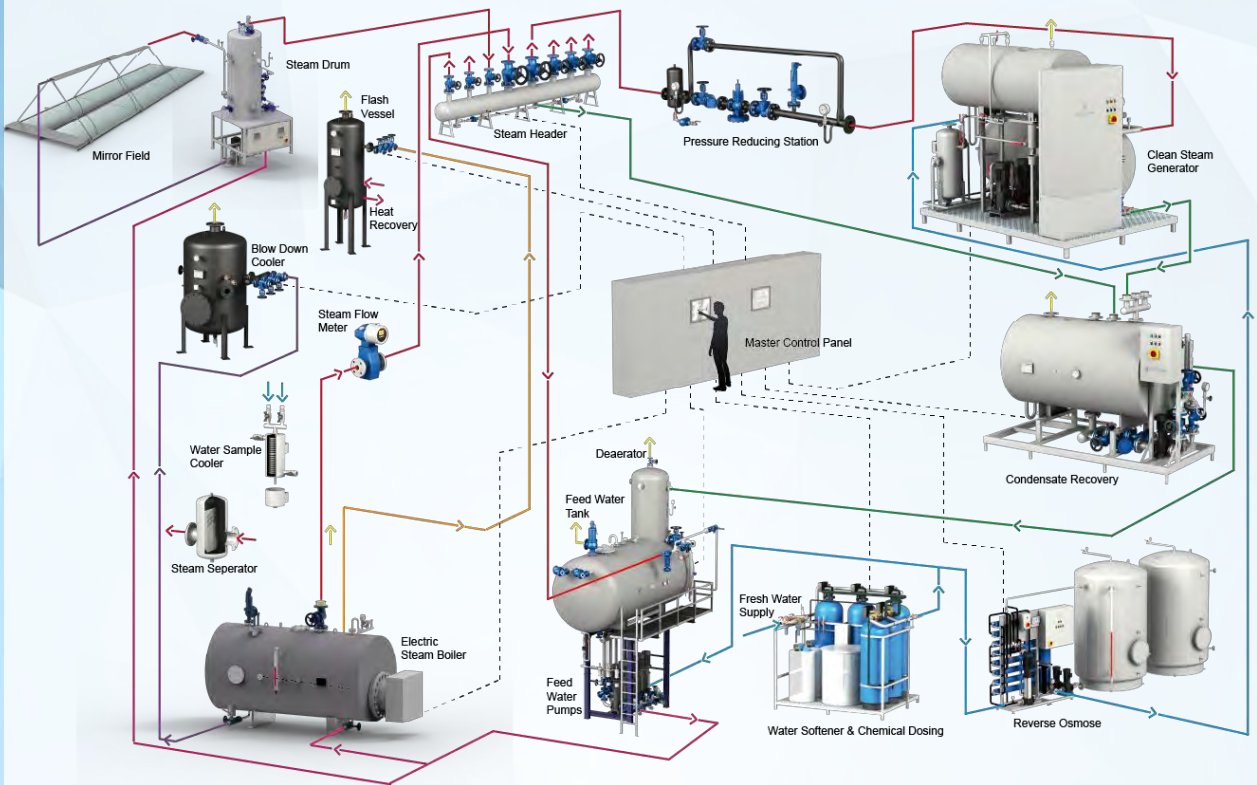 Steam Drum
Mirror Field
Flash
Vessel
Steam Header
Pressure Reducing Station
Clean Steam
Generator
Heat
Recovery
Blow Down
Cooler
Steam Flow
Meter
Master Control Panel
Water Sample
Cooler
Deaerator
Condensate Recovery
Feed Water
Tank
Steam Seperator
Fresh Water
Supply
Electric
Steam Boiler
Feed
Water
Pumps
Water Softener & Chemical Dosing
Reverse Osmose